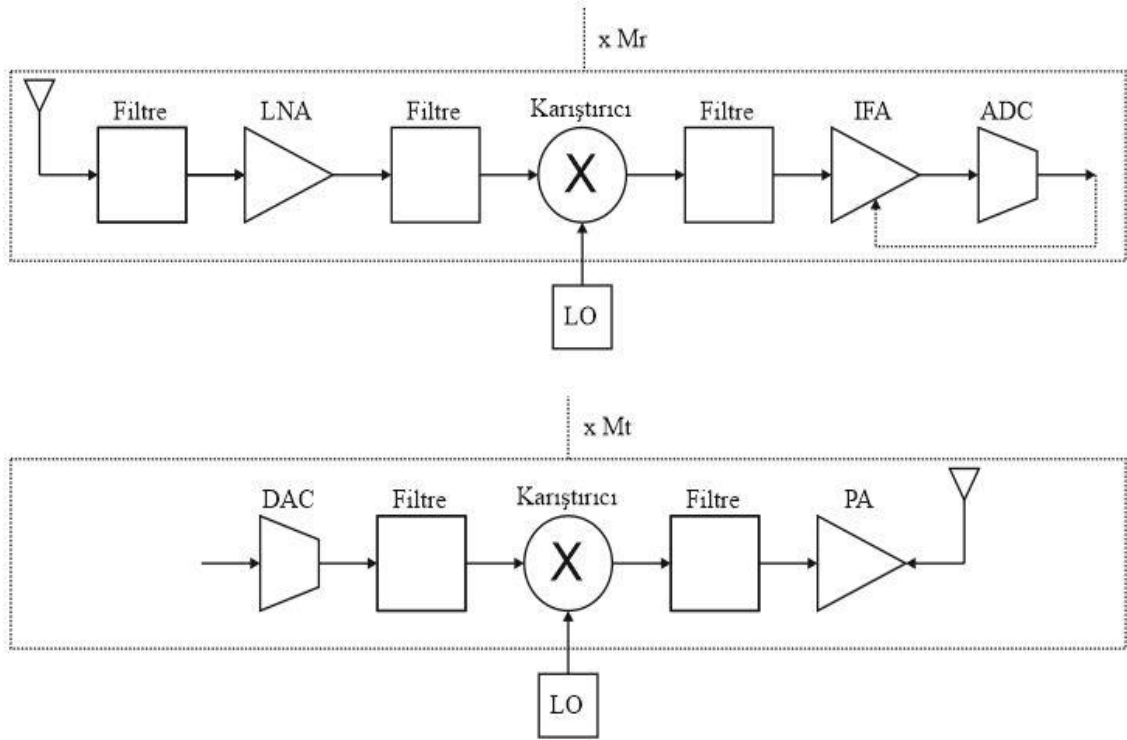 x Mr
Filtre
LNA
Filtre
Karıştırıcı
Filtre
IFA
ADC
X
LO
x Mt
DAC
Filtre
Karıştırıcı
Filtre
PA
X
LO